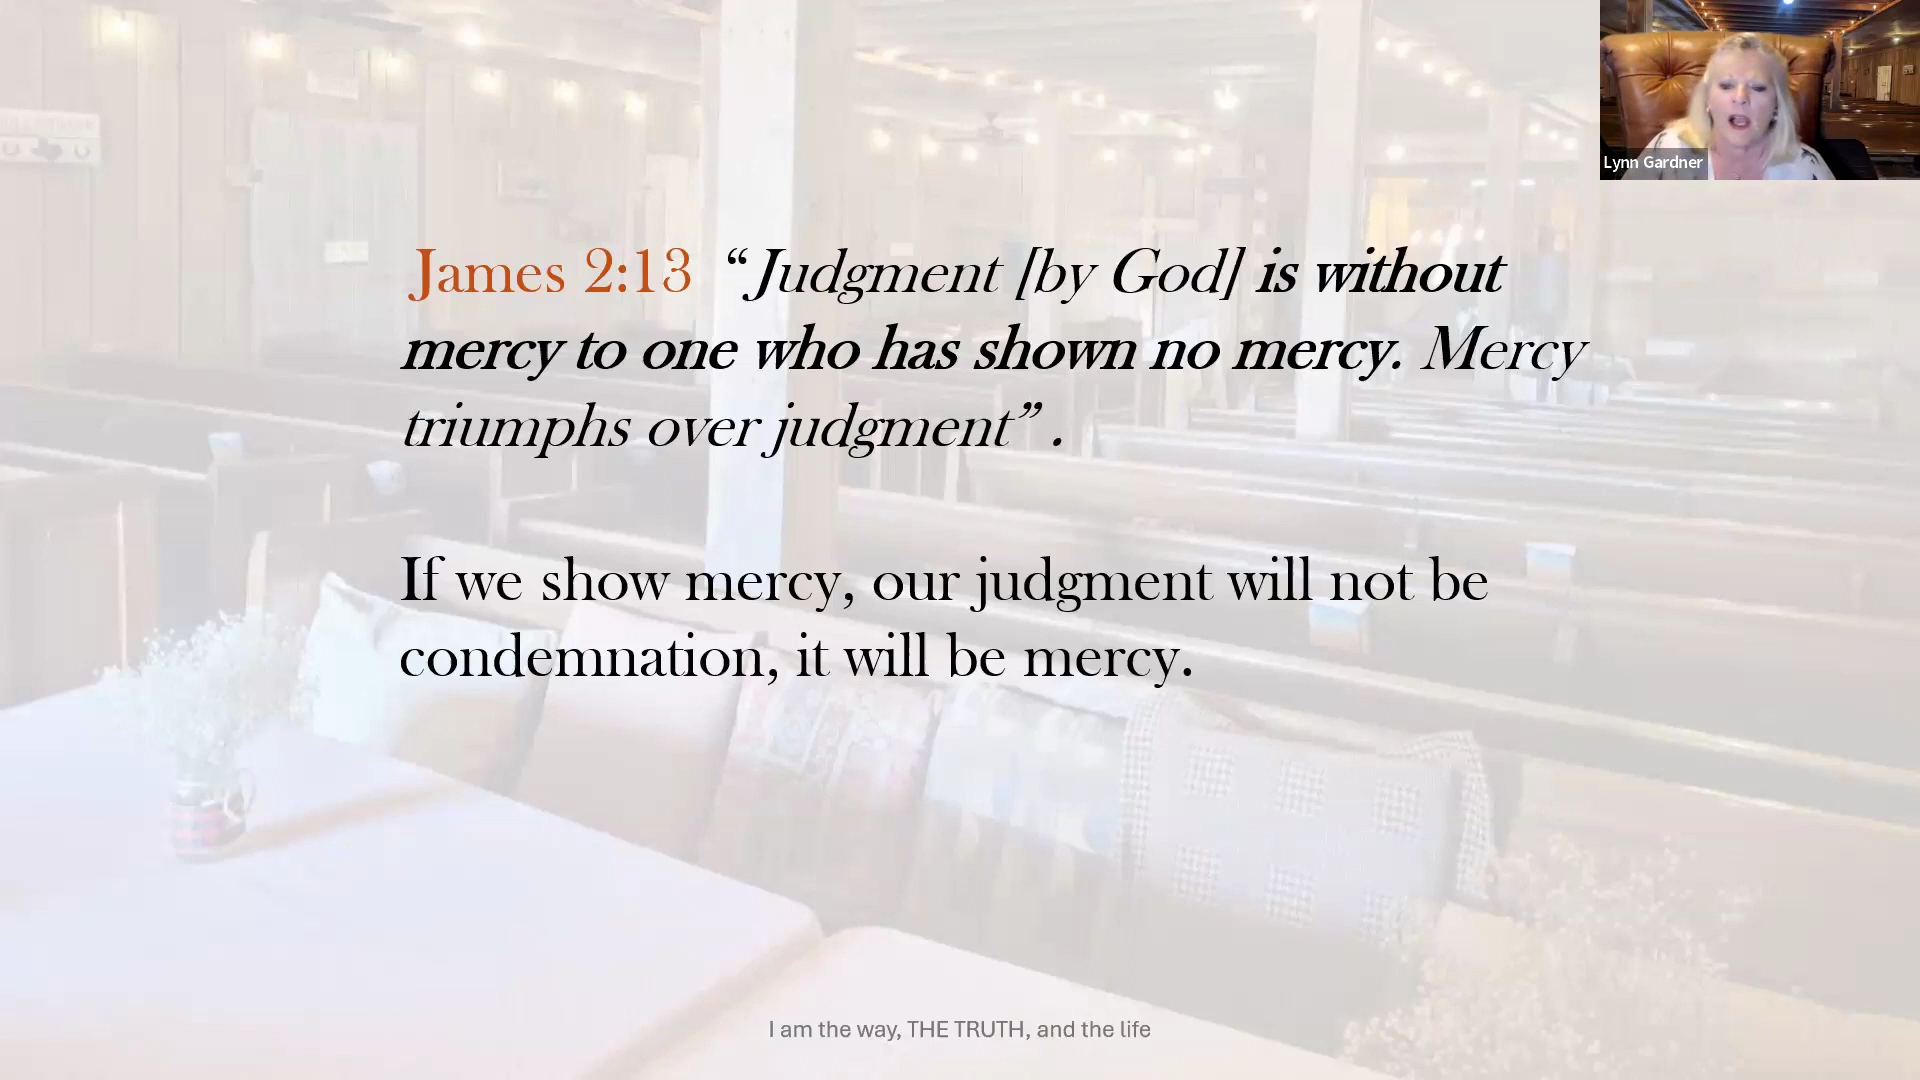 Lynn Gardner
James 2:13 “Judgment [by God] is without
mercy to one who has shown no mercy. Mercy
triumphs over judgment” .
If we show mercy, our judgment will not be
condemnation, it will be mercy.
I am the way, THE TRUTH, and the life